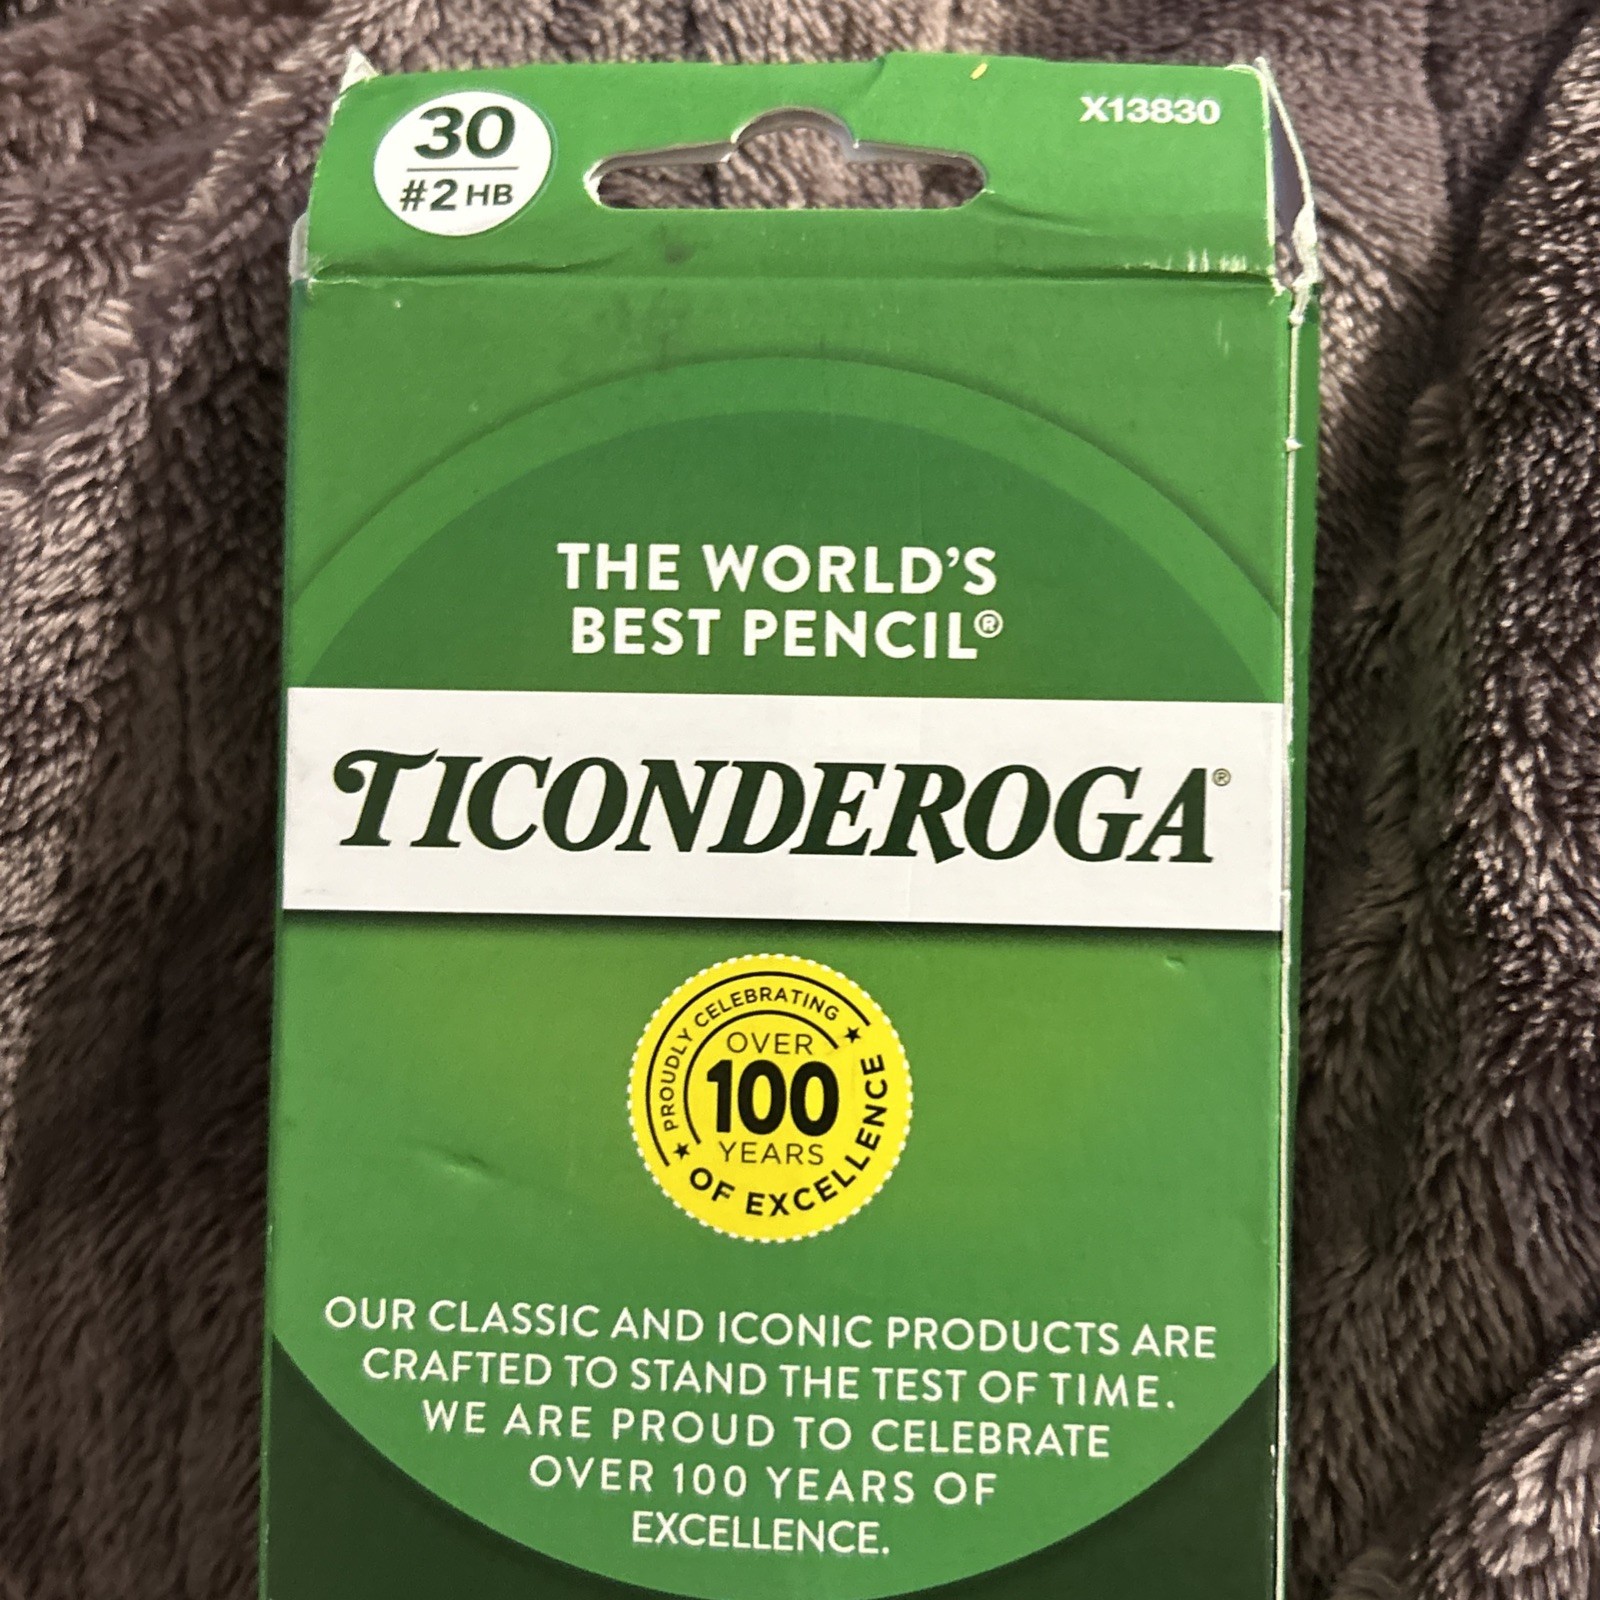 30
#2 HB
X13830
THE WORLD'S
BEST PENCIL®
TICONDEROGA®
PROUDLY CELEBRATING
OVER
100
YEARS
OF EXCELLENCE
OUR CLASSIC AND ICONIC PRODUCTS ARE
CRAFTED TO STAND THE TEST OF TIME.
WE ARE PROUD TO CELEBRATE
OVER 100 YEARS OF
EXCELLENCE.